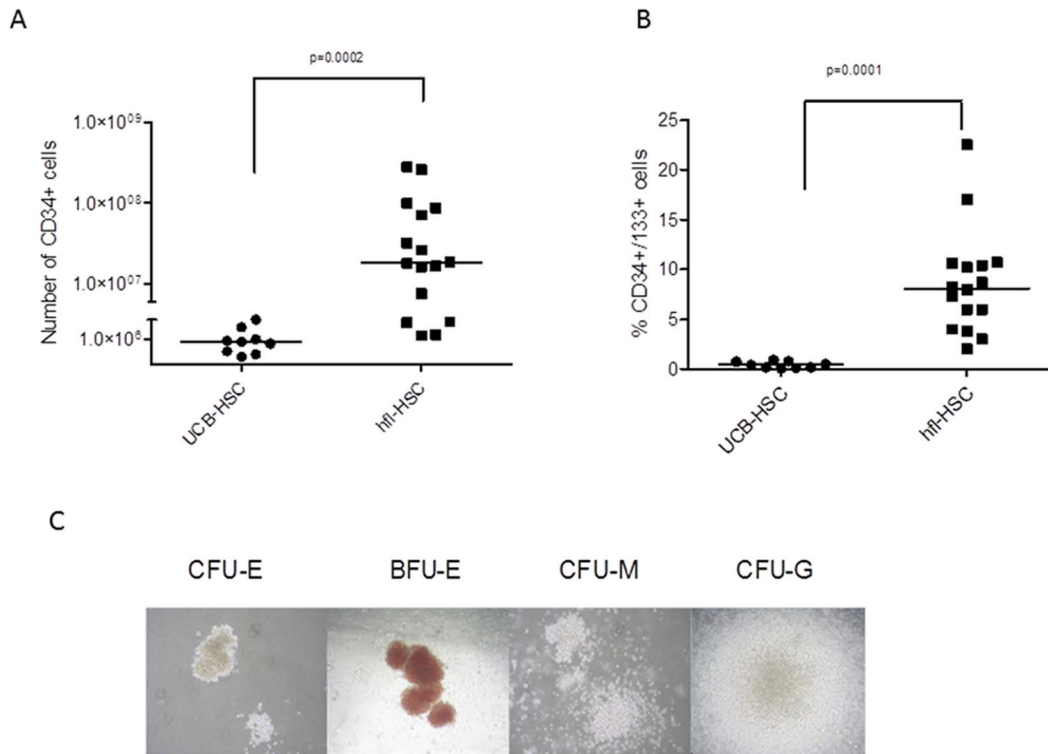 A
p=0.0002
Number of CD34+ cells
1.0×10⁰⁹
1.0×10⁰⁸
1.0×10⁰⁷
1.0×10⁶
UCB-HSC
hfl-HSC
B
p=0.0001
% CD34+/133+ cells
25
20
15
10
5
0
UCB-HSC
hfl-HSC
C
CFU-E
BFU-E
CFU-M
CFU-G